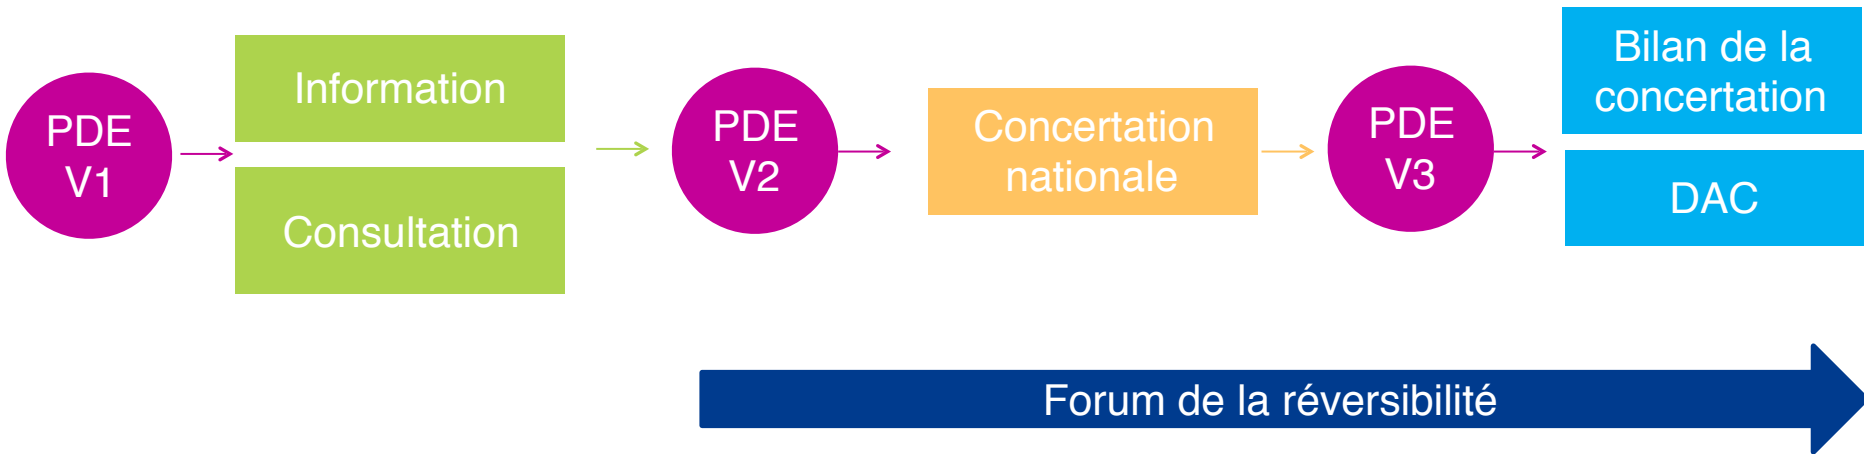 PDE
V1
Information
Consultation
PDE
V2
Concertation
nationale
PDE
V3
Bilan de la
concertation
DAC
Forum de la réversibilité